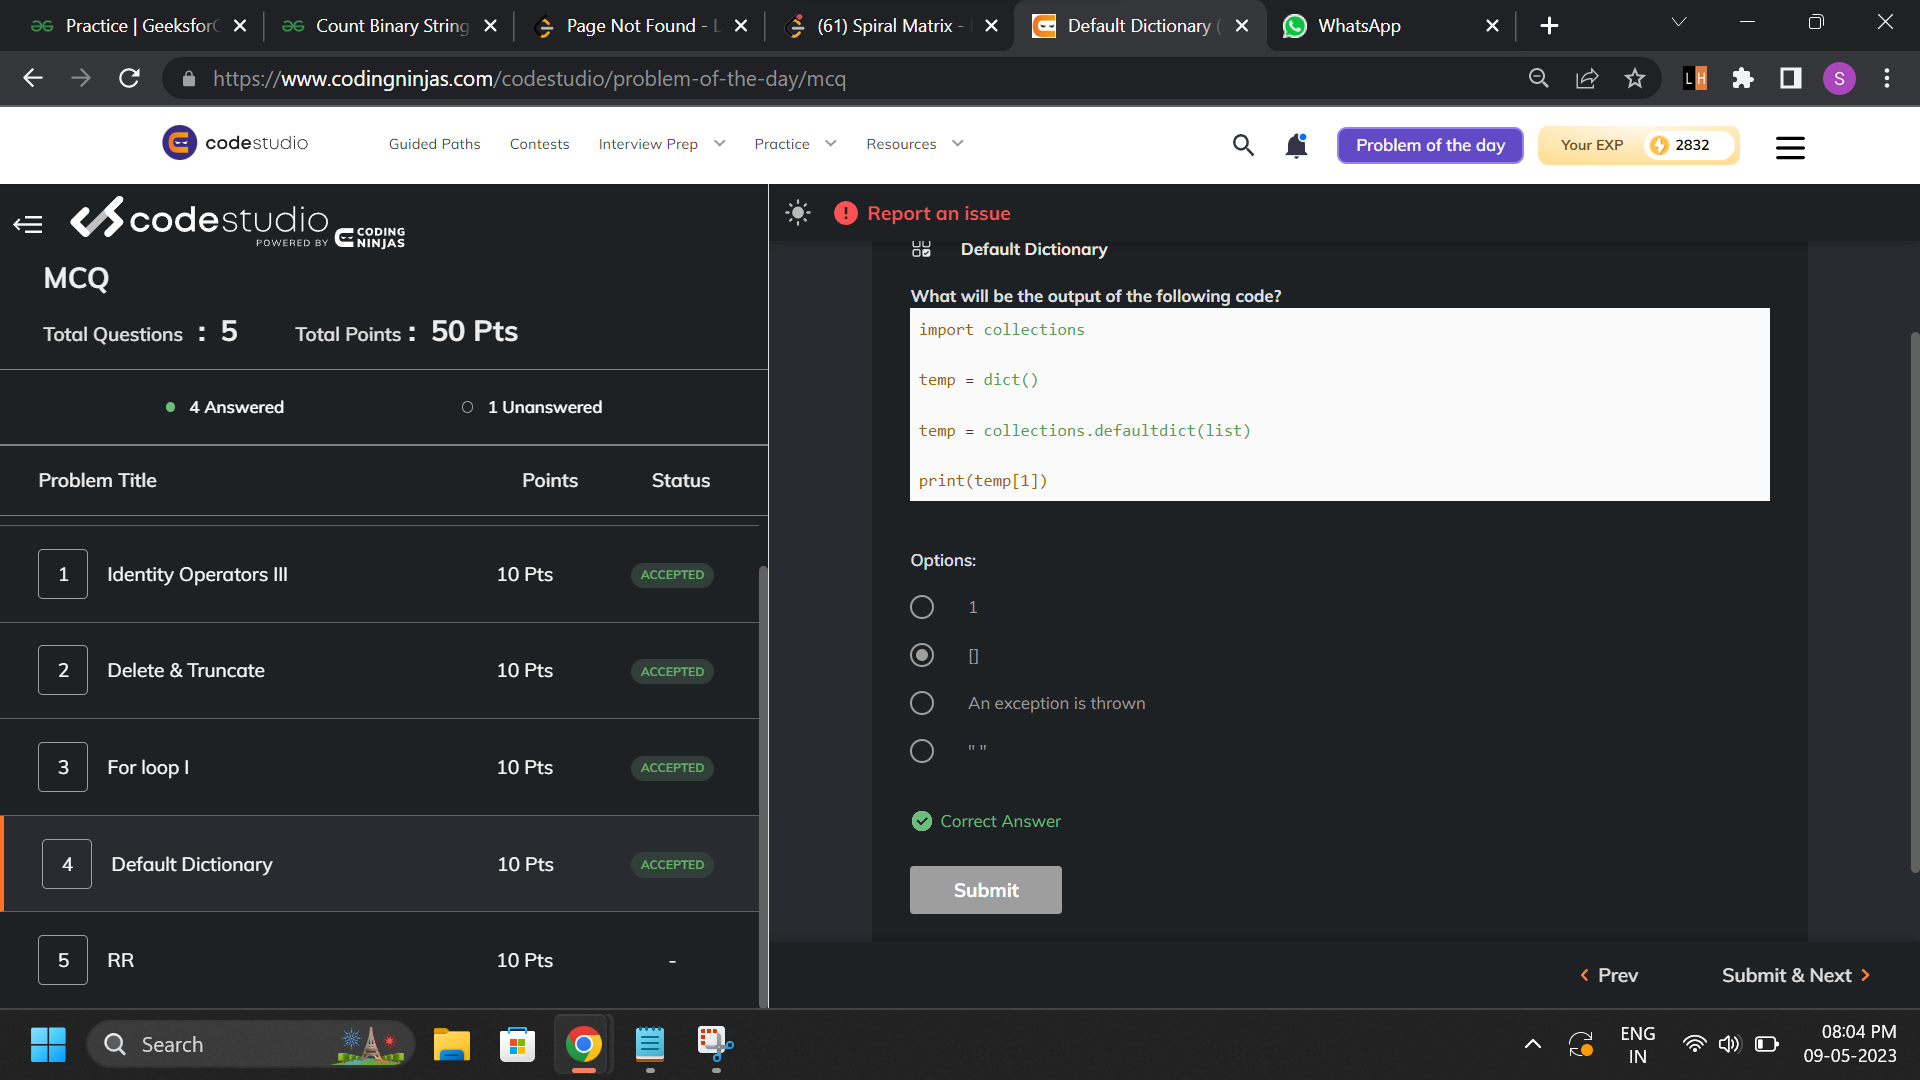 Practice | Geeksfor
Count Binary String
Page Not Found - L
(61) Spiral Matrix -
Default Dictionary (
WhatsApp
https://www.codingninjas.com/codestudio/problem-of-the-day/mcq
L H
S
codestudio
Guided Paths
Contests
Interview Prep
Practice
Resources
Problem of the day
Your EXP
2832
codestudio
POWERED BY
CODING
NINJAS
Report an issue
MCQ
Total Questions : 5
Total Points : 50 Pts
4 Answered
1 Unanswered
Problem Title
Points
Status
1
Identity Operators III
10 Pts
ACCEPTED
2
Delete & Truncate
10 Pts
ACCEPTED
3
For loop I
10 Pts
ACCEPTED
4
Default Dictionary
10 Pts
ACCEPTED
5
RR
10 Pts
-
Default Dictionary
What will be the output of the following code?
import collections
temp = dict()
temp = collections.defaultdict(list)
print(temp[1])
Options:
1
[]
An exception is thrown
" "
Correct Answer
Submit
Prev
Submit & Next
Search
ENG
IN
08:04 PM
09-05-2023